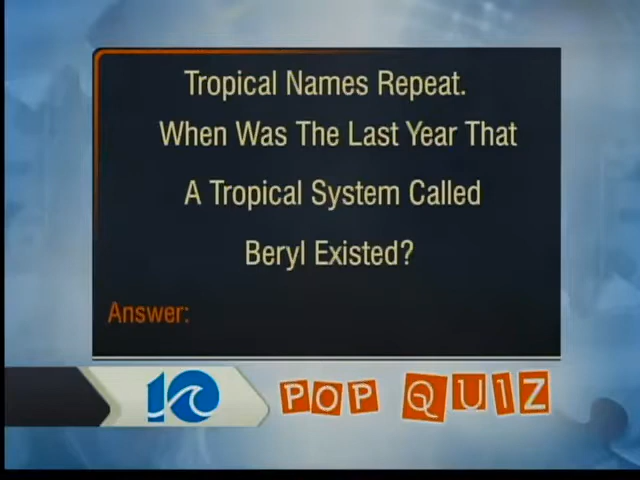 Tropical Names Repeat.
When Was The Last Year That
A Tropical System Called
Beryl Existed?
Answer:
10 POP QUIZ